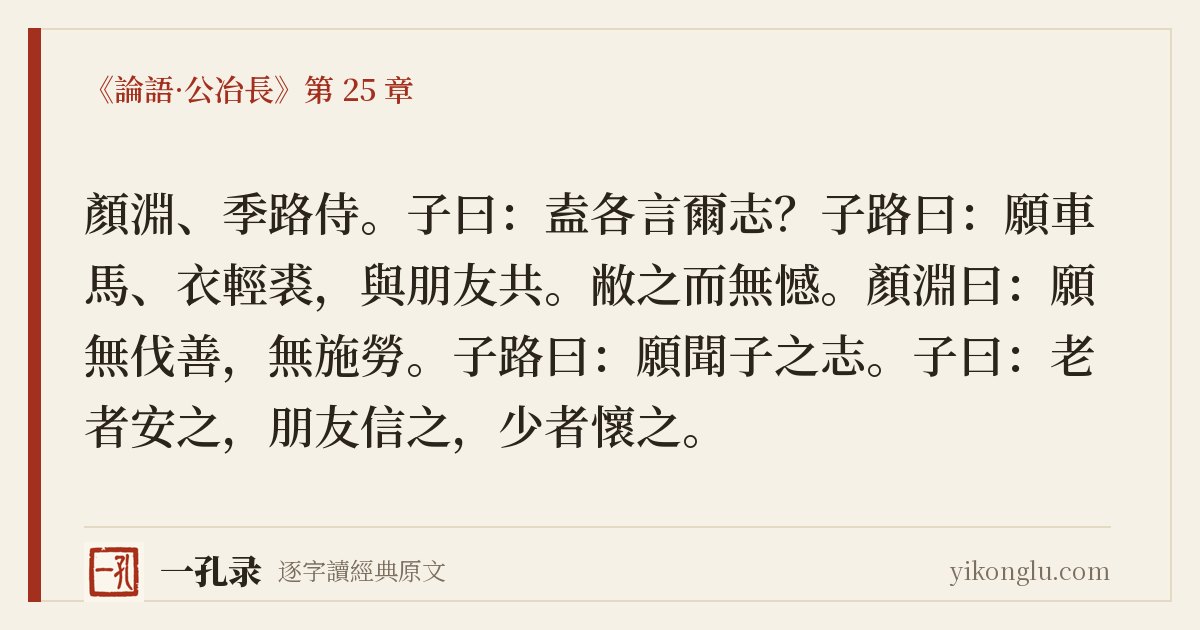 《論語·公冶長》第 25 章
顏淵、季路侍。子曰：盍各言爾志？子路曰：願車
馬、衣輕裘，與朋友共。敝之而無憾。顏淵曰：願
無伐善，無施勞。子路曰：願聞子之志。子曰：老
者安之，朋友信之，少者懷之。
一孔
一孔录 逐字讀經典原文
yikonglu.com